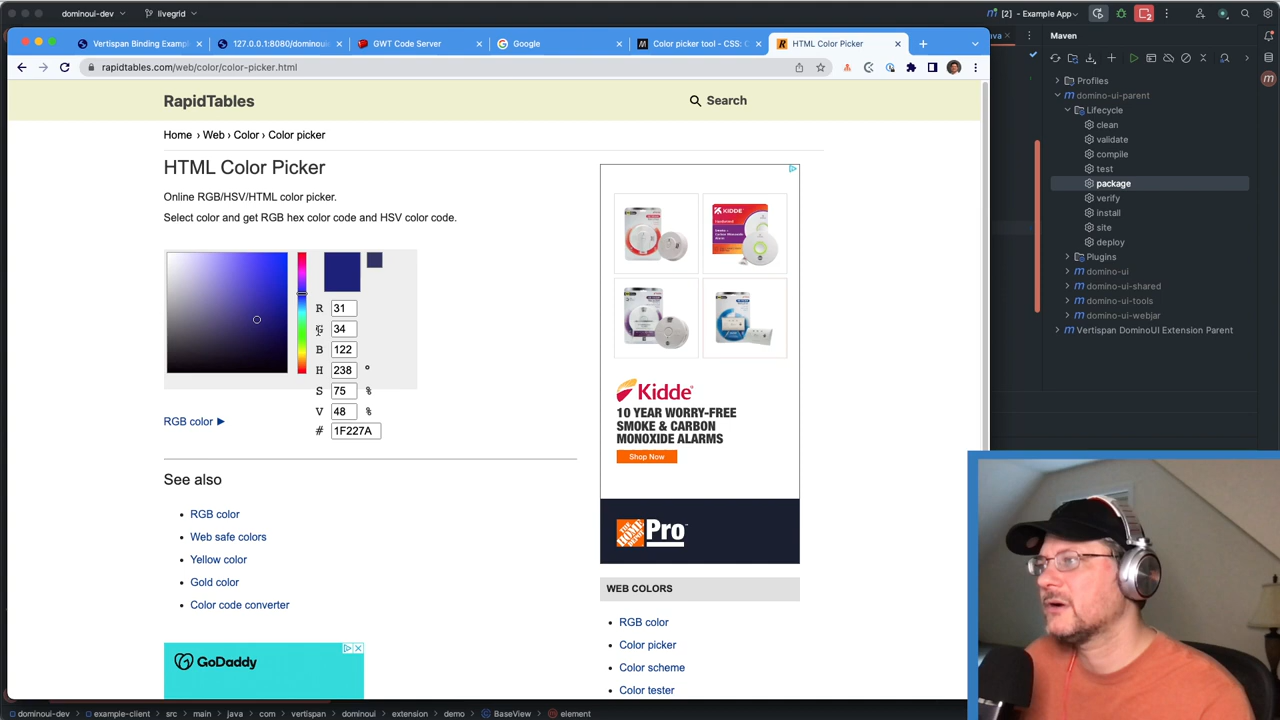 dominoui-dev
livegrid
[2] - Example App
Vertispan Binding Examp
127.0.0.1:8080/dominoui
GWT Code Server
Google
Color picker tool - CSS: C
HTML Color Picker
ava
Maven
rapidtables.com/web/color/color-picker.html
Profiles
domino-ui-parent
Lifecycle
clean
validate
compile
test
package
verify
install
site
deploy
Plugins
domino-ui
domino-ui-shared
domino-ui-tools
domino-ui-webjar
Vertispan DominoUI Extension Parent
RapidTables
Search
Home › Web › Color › Color picker
HTML Color Picker
Online RGB/HSV/HTML color picker.
Select color and get RGB hex color code and HSV color code.
R 31
G 34
B 122
H 238 °
S 75 %
V 48 %
# 1F227A
RGB color ►
See also
RGB color
Web safe colors
Yellow color
Gold color
Color code converter
GoDaddy
KIDDE
Kidde
10 YEAR WORRY-FREE
SMOKE & CARBON
MONOXIDE ALARMS
Shop Now
Pro
WEB COLORS
RGB color
Color picker
Color scheme
Color tester
dominoui-dev › example-client › src › main › java › com › vertispan › dominoui › extension › demo › BaseView › element